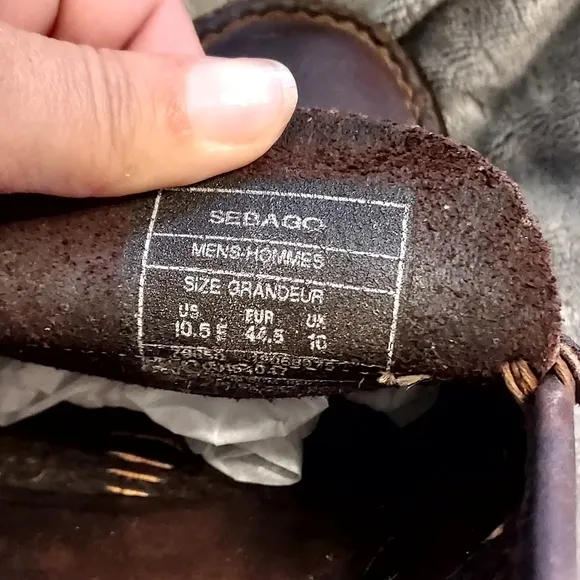 SEBAGO
MENS-HOMMES
SIZE GRANDEUR
US EUR UK
10.5 E 44.5 10